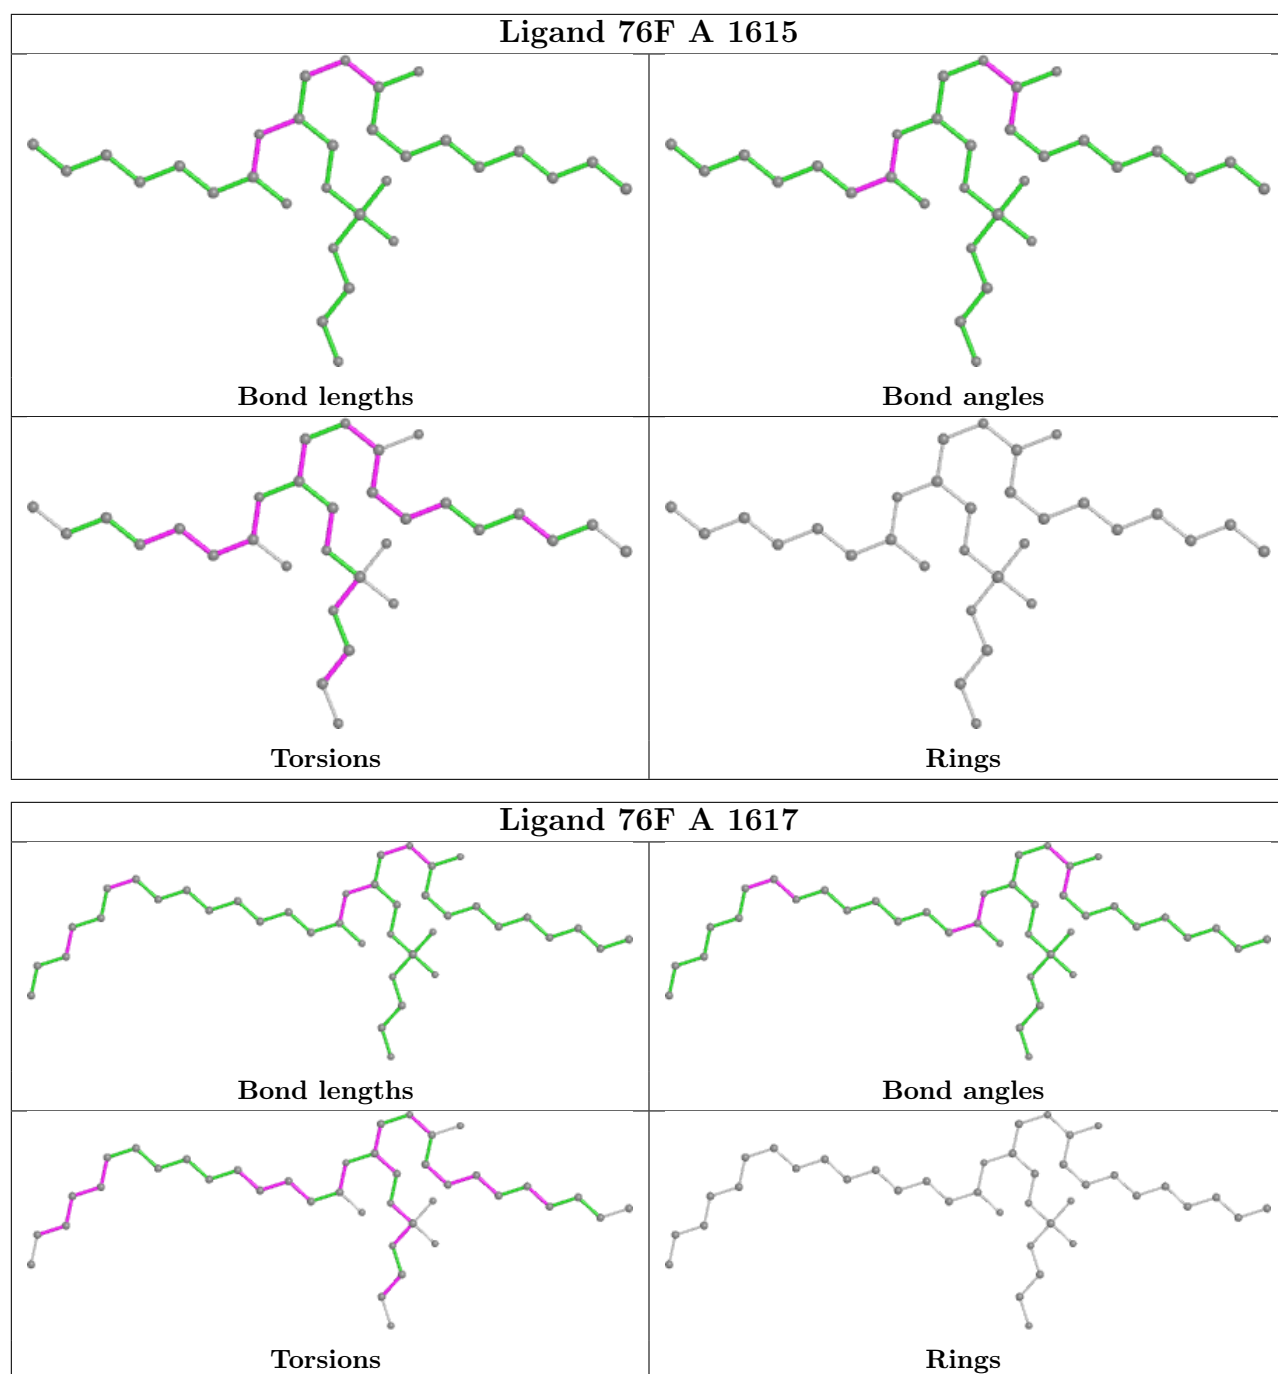 Ligand 76F A 1615
Bond lengths
Bond angles
Torsions
Rings
Ligand 76F A 1617
Bond lengths
Bond angles
Torsions
Rings